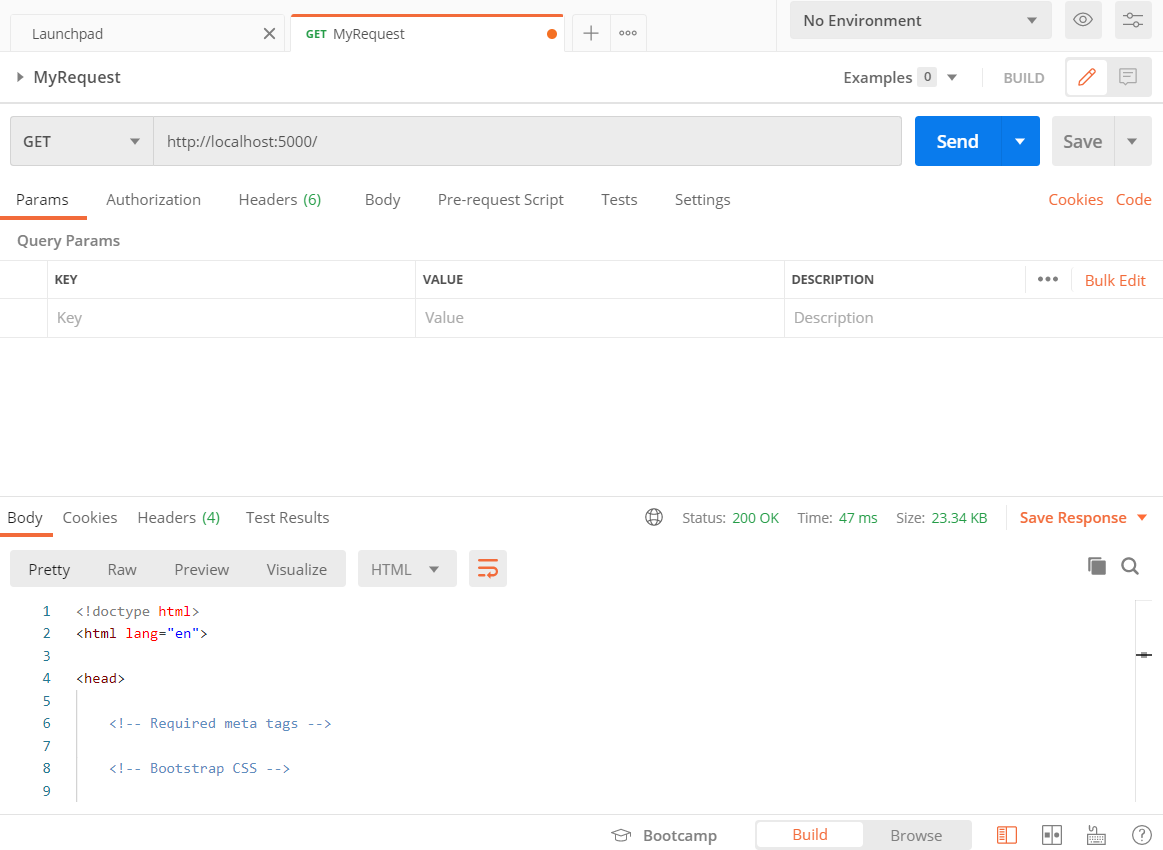 Launchpad GET MyRequest No Environment
MyRequest Examples 0 BUILD
GET http://localhost:5000/ Send Save
Params Authorization Headers (6) Body Pre-request Script Tests Settings Cookies Code
Query Params
KEY VALUE DESCRIPTION Bulk Edit
Key Value Description
Body Cookies Headers (4) Test Results Status: 200 OK Time: 47 ms Size: 23.34 KB Save Response
Pretty Raw Preview Visualize HTML
1 <!doctype html>
2 <html lang="en">
3
4 <head>
5
6 <!-- Required meta tags -->
7
8 <!-- Bootstrap CSS -->
9
Bootcamp Build Browse